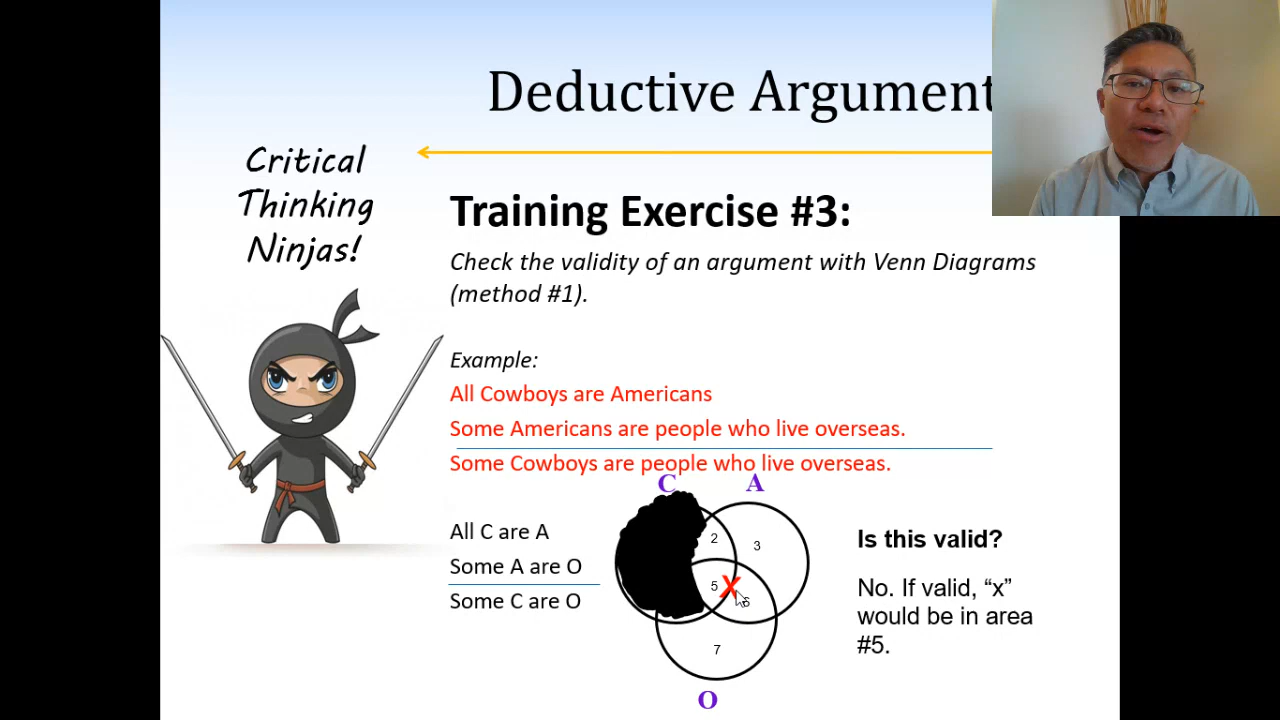 Deductive Argument
Critical
Thinking
Ninjas!
Training Exercise #3:
Check the validity of an argument with Venn Diagrams
(method #1).
Example:
All Cowboys are Americans
Some Americans are people who live overseas.
Some Cowboys are people who live overseas.
C A
All C are A
Some A are O
Some C are O
2 3
5 X 6
7
O
Is this valid?
No. If valid, “x”
would be in area
#5.